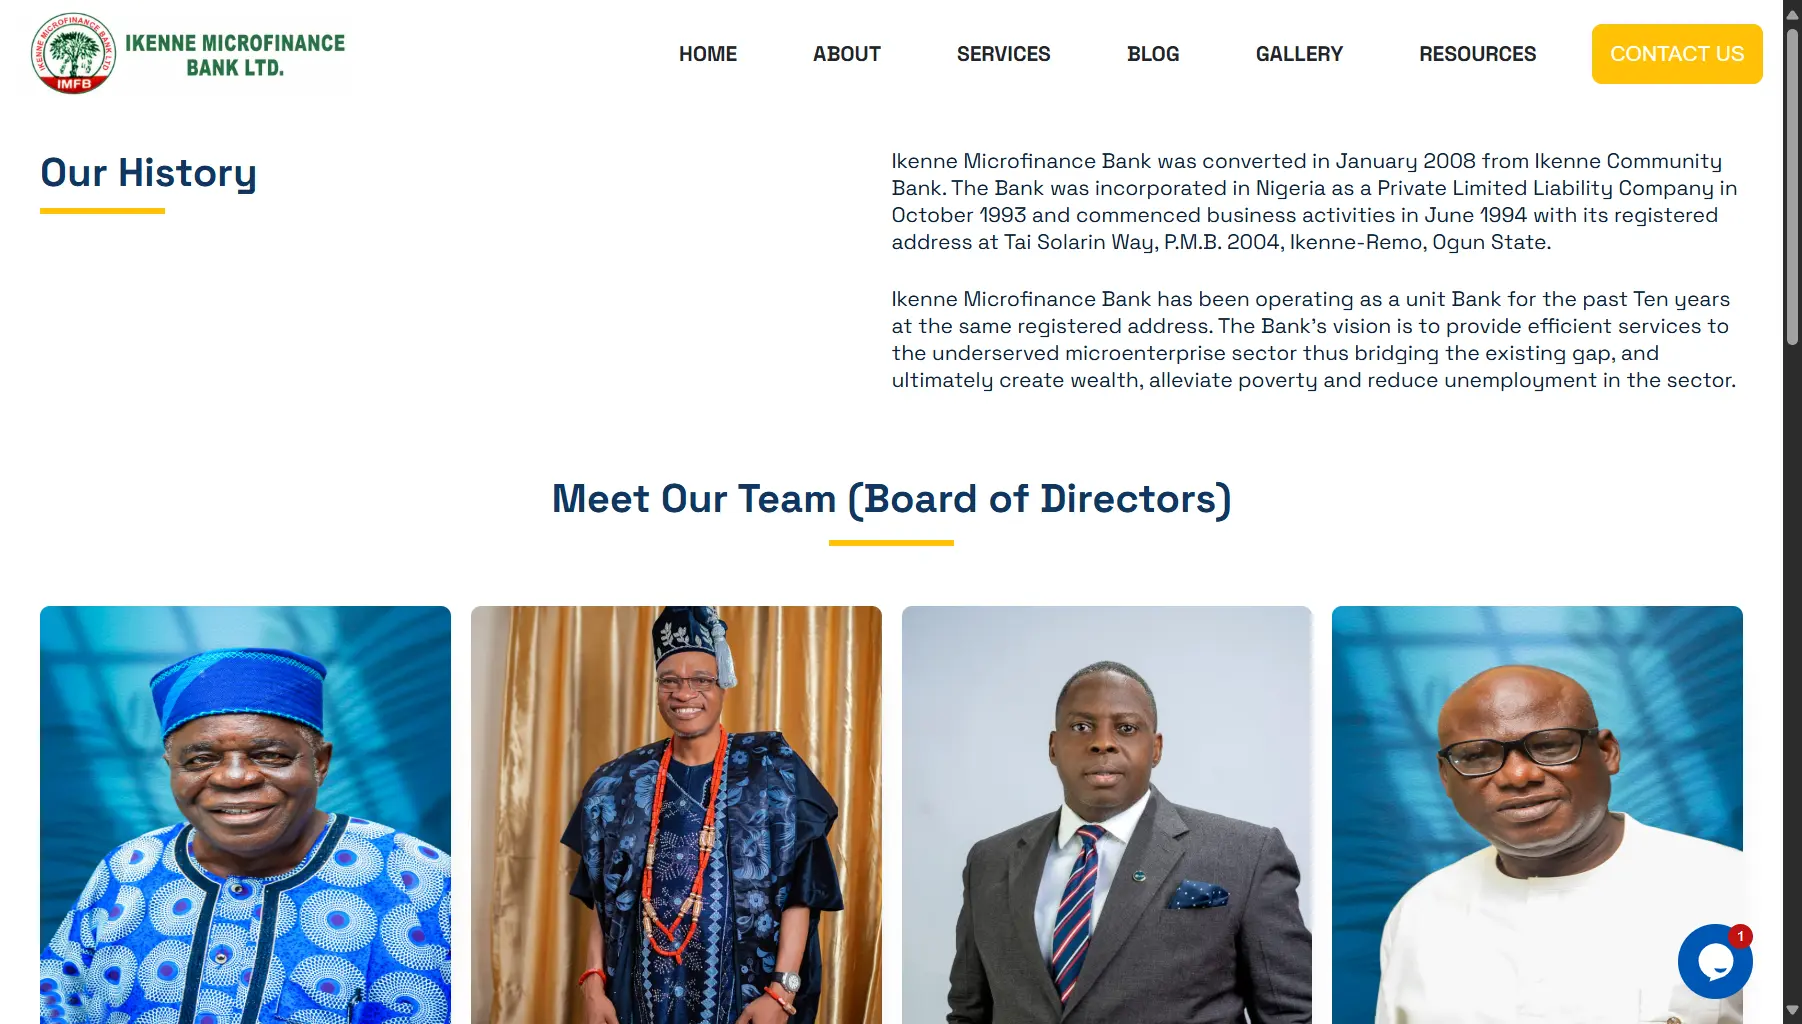 IKENNE MICROFINANCE BANK LTD
IMFB
IKENNE MICROFINANCE
BANK LTD.
HOME
ABOUT
SERVICES
BLOG
GALLERY
RESOURCES
CONTACT US
Our History
Ikenne Microfinance Bank was converted in January 2008 from Ikenne Community
Bank. The Bank was incorporated in Nigeria as a Private Limited Liability Company in
October 1993 and commenced business activities in June 1994 with its registered
address at Tai Solarin Way, P.M.B. 2004, Ikenne-Remo, Ogun State.
Ikenne Microfinance Bank has been operating as a unit Bank for the past Ten years
at the same registered address. The Bank's vision is to provide efficient services to
the underserved microenterprise sector thus bridging the existing gap, and
ultimately create wealth, alleviate poverty and reduce unemployment in the sector.
Meet Our Team (Board of Directors)
1